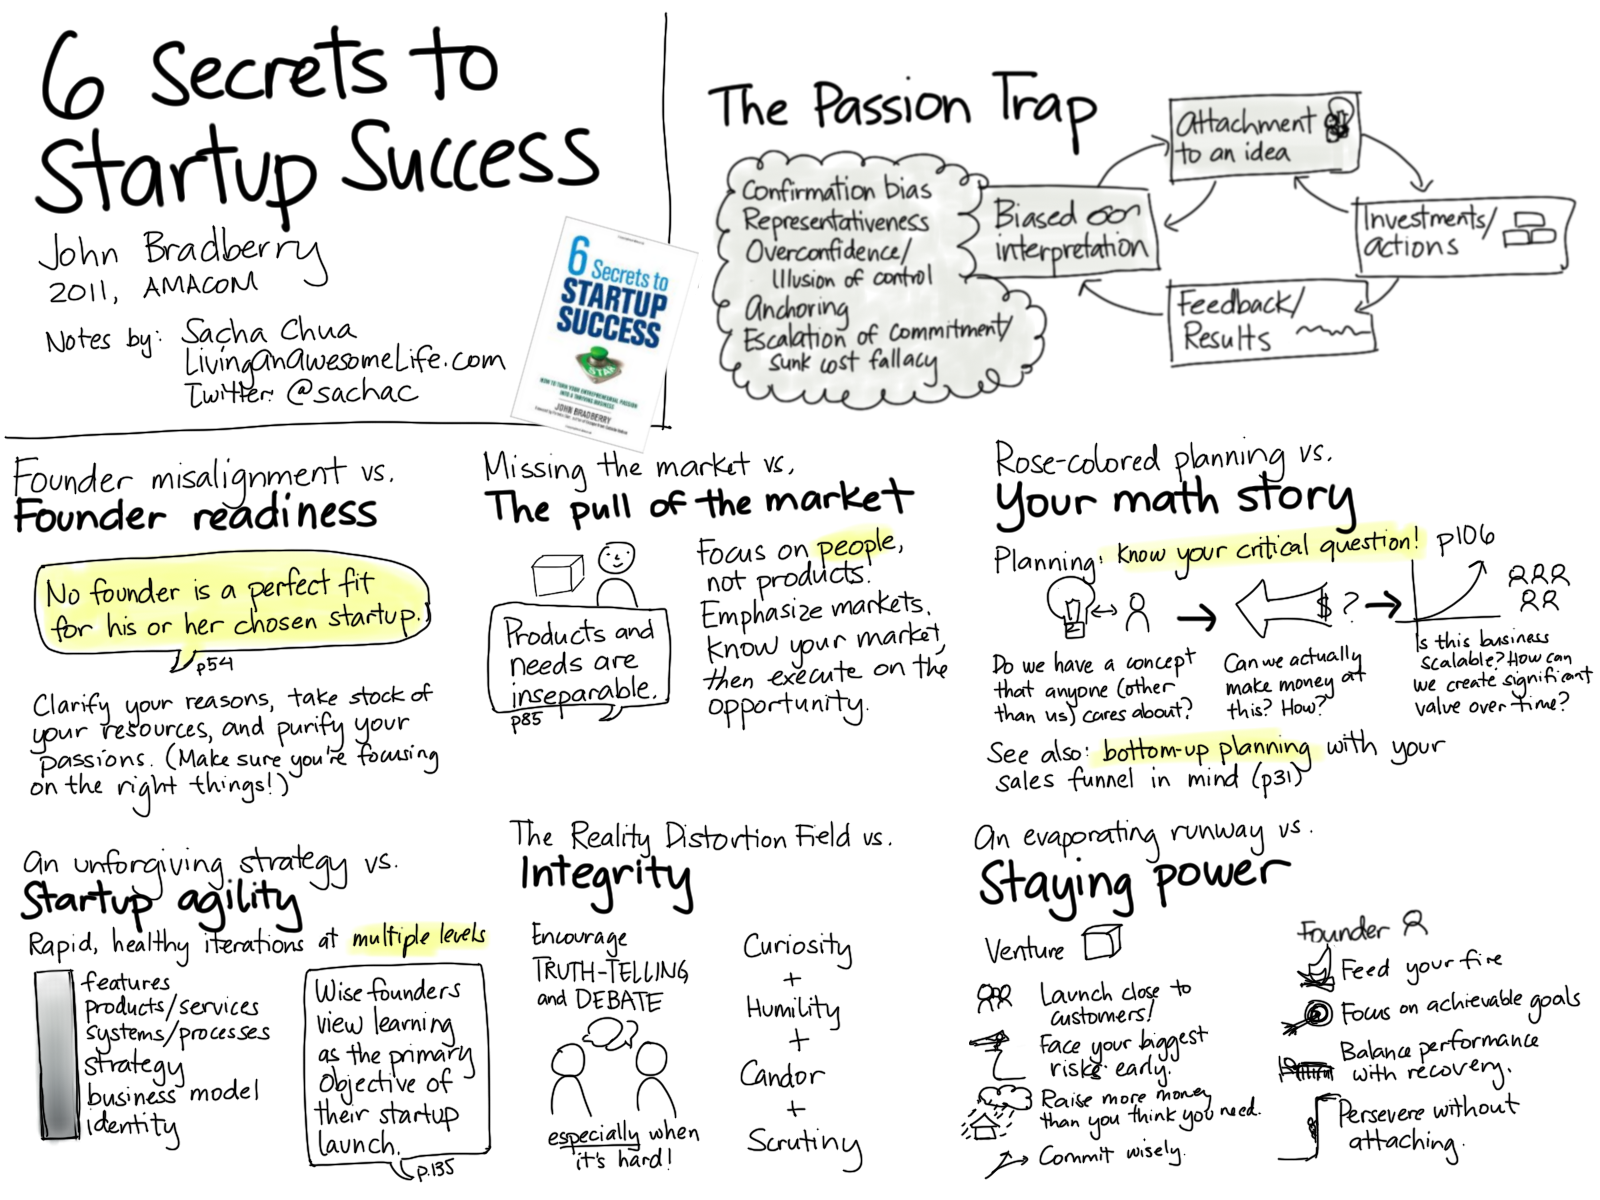 6 Secrets to
Startup Success
John Bradberry
2011, AMACOM
Notes by: Sacha Chua
LivingAnAwesomeLife.com
Twitter: @sachac
6 Secrets to
STARTUP
SUCCESS
START
HOW TO TURN YOUR ENTREPRENEURIAL PASSION
INTO A THRIVING BUSINESS
JOHN BRADBERRY
The Passion Trap
Attachment
to an idea
Investments/
actions
Feedback/
Results
Biased
interpretation
Confirmation bias
Representativeness
Overconfidence/
Illusion of control
Anchoring
Escalation of commitment/
sunk cost fallacy
Founder misalignment vs.
Founder readiness
No founder is a perfect fit
for his or her chosen startup.
p54
Clarify your reasons, take stock of
your resources, and purify your
passions. (Make sure you're focusing
on the right things!)
Missing the market vs.
The pull of the market
Products and
needs are
inseparable.
p85
Focus on people,
not products.
Emphasize markets.
Know your market,
then execute on the
opportunity.
Rose-colored planning vs.
Your math story
Planning: Know your critical question! p106
$ ?
Do we have a concept
that anyone (other
than us) cares about?
Can we actually
make money at
this? How?
Is this business
scalable? How can
we create significant
value over time?
See also: bottom-up planning with your
sales funnel in mind (p31)
An unforgiving strategy vs.
Startup agility
Rapid, healthy iterations at multiple levels
features
products/services
systems/processes
strategy
business model
identity
Wise founders
view learning
as the primary
objective of
their startup
launch.
p.135
The Reality Distortion Field vs.
Integrity
Encourage
TRUTH-TELLING
and DEBATE
especially when
it's hard!
Curiosity
+
Humility
+
Candor
+
Scrutiny
An evaporating runway vs.
Staying power
Venture
Launch close to
customers!
Face your biggest
risks early.
Raise more money
than you think you need.
Commit wisely.
Founder
Feed your fire
Focus on achievable goals
Balance performance
with recovery.
Persevere without
attaching.